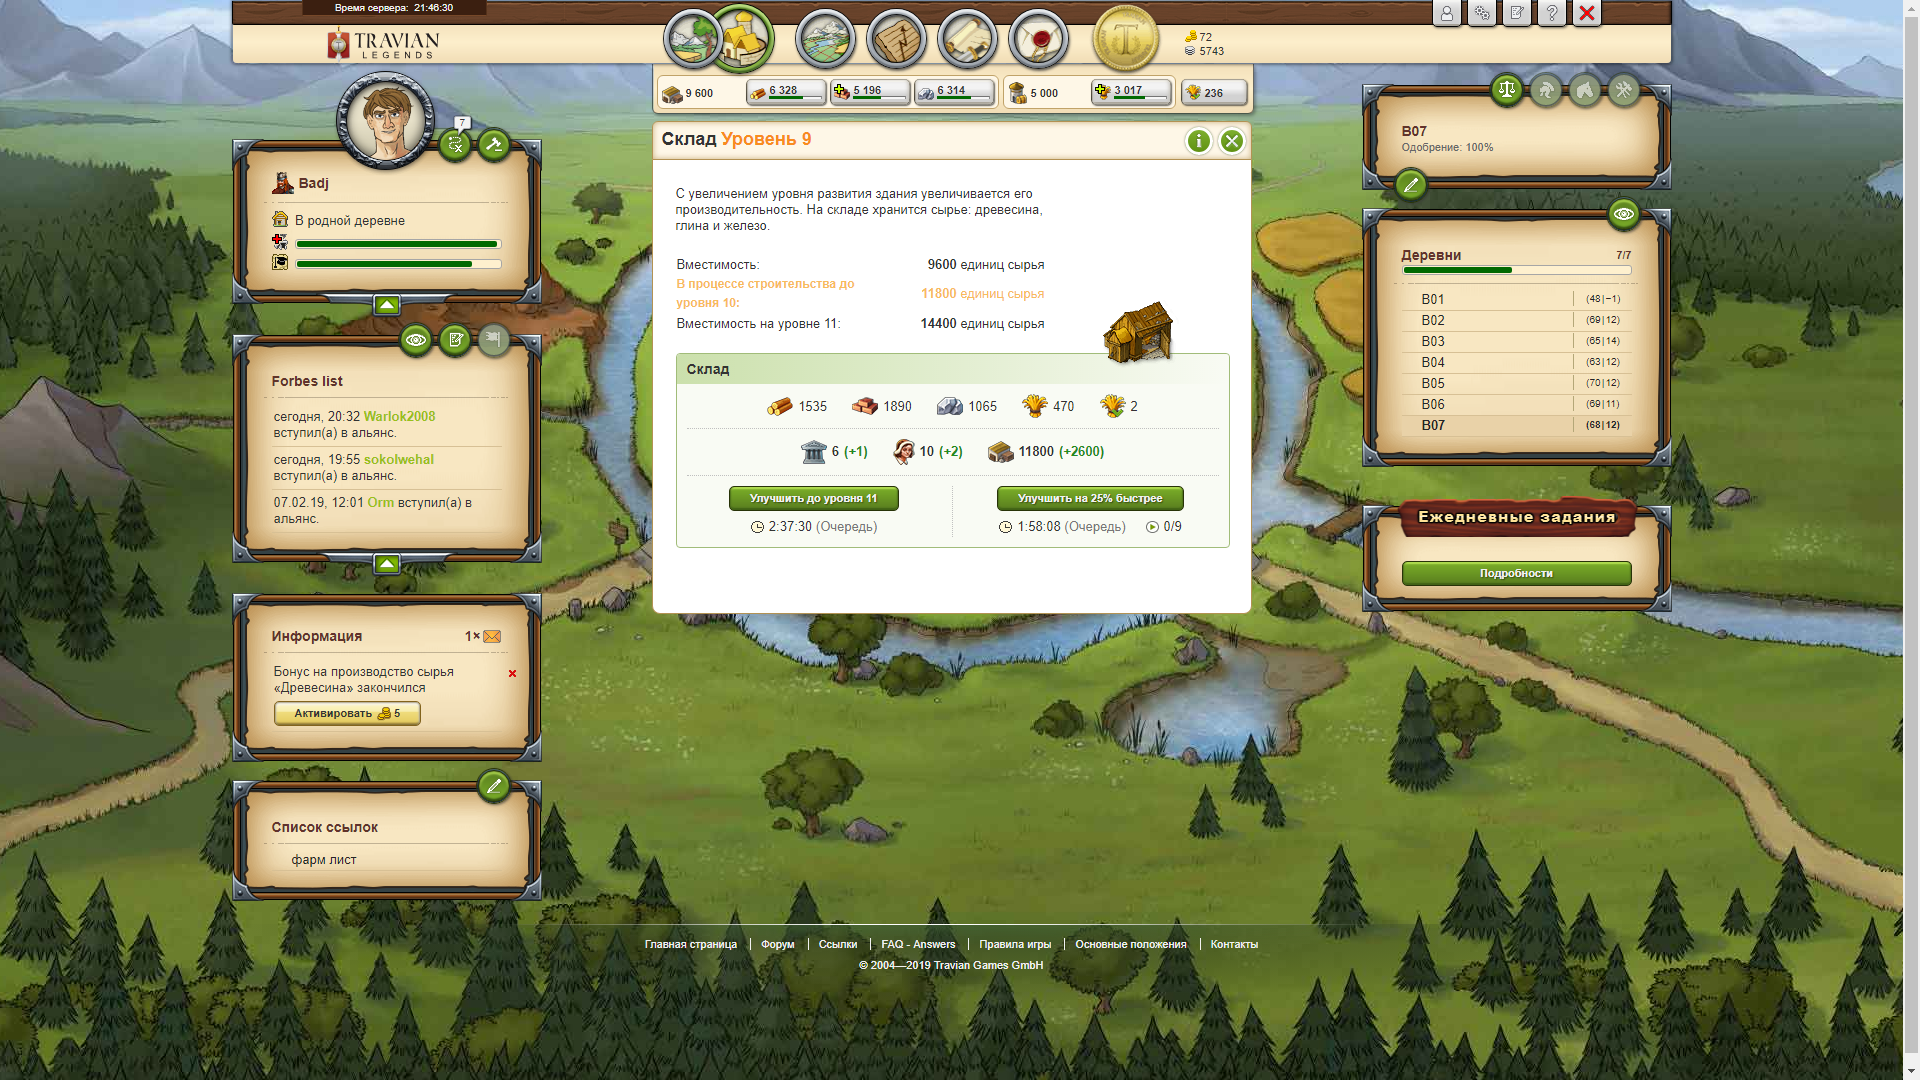 Время сервера: 21:46:30
TRAVIAN
LEGENDS
72
5743
9 600
6 328
5 196
6 314
5 000
3 017
236
7
Badj
В родной деревне
Forbes list
сегодня, 20:32 Warlok2008
вступил(а) в альянс.
сегодня, 19:55 sokolwehal
вступил(а) в альянс.
07.02.19, 12:01 Orm вступил(а) в
альянс.
Информация 1×
Бонус на производство сырья
«Древесина» закончился
Активировать 5
Список ссылок
фарм лист
Склад Уровень 9
С увеличением уровня развития здания увеличивается его
производительность. На складе хранится сырье: древесина,
глина и железо.
Вместимость: 9600 единиц сырья
В процессе строительства до
уровня 10: 11800 единиц сырья
Вместимость на уровне 11: 14400 единиц сырья
Склад
1535 1890 1065 470 2
6 (+1) 10 (+2) 11800 (+2600)
Улучшить до уровня 11
2:37:30 (Очередь)
Улучшить на 25% быстрее
1:58:08 (Очередь) 0/9
B07
Одобрение: 100%
Деревни 7/7
B01 (48|−1)
B02 (69|12)
B03 (65|14)
B04 (63|12)
B05 (70|12)
B06 (69|11)
B07 (68|12)
Ежедневные задания
Подробности
Главная страница | Форум | Ссылки | FAQ - Answers | Правила игры | Основные положения | Контакты
© 2004—2019 Travian Games GmbH